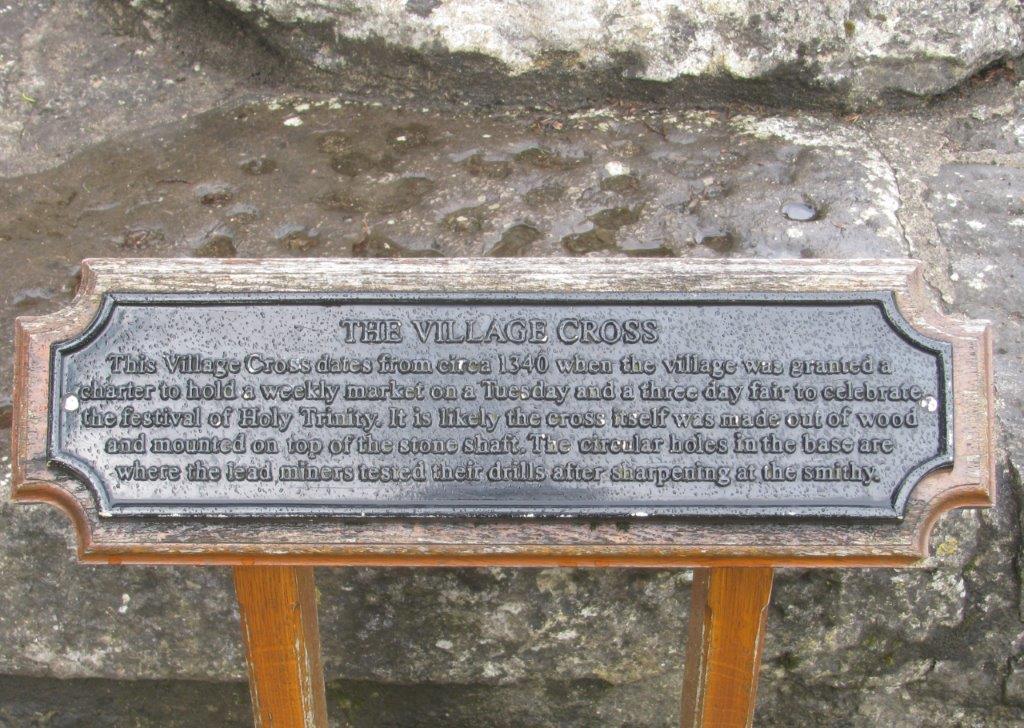 THE VILLAGE CROSS
This Village Cross dates from circa 1340 when the village was granted a
charter to hold a weekly market on a Tuesday and a three day fair to celebrate
the festival of Holy Trinity. It is likely the cross itself was made out of wood
and mounted on top of the stone shaft. The circular holes in the base are
where the lead miners tested their drills after sharpening at the smithy.